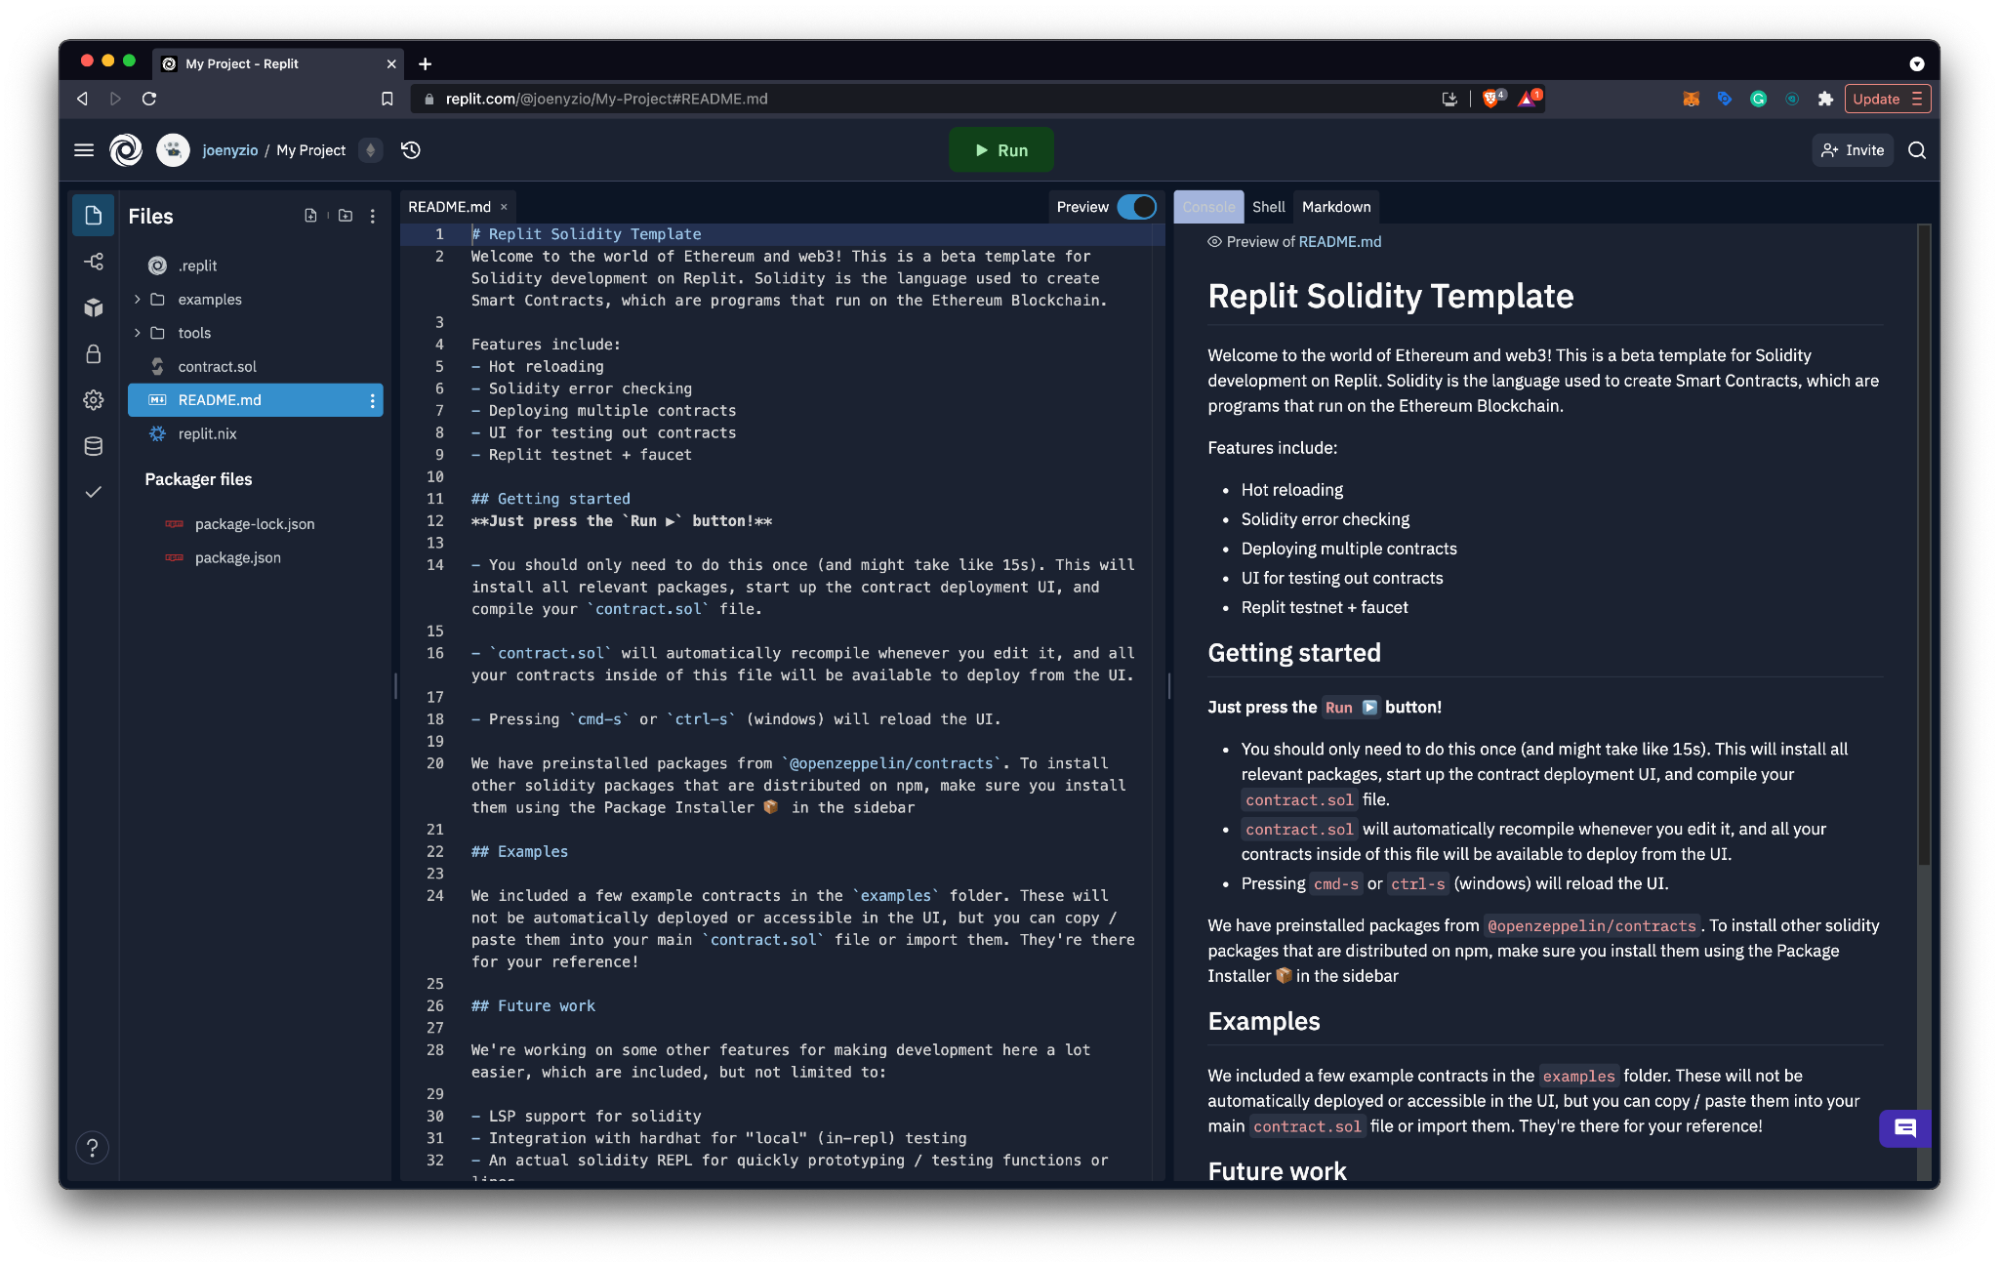 My Project - Replit
replit.com/@joenyzio/My-Project#README.md
4
1
Update
joenyzio / My Project
Run
Invite
Files
.replit
examples
tools
contract.sol
README.md
replit.nix
Packager files
package-lock.json
package.json
README.md
Preview
1 # Replit Solidity Template
2 Welcome to the world of Ethereum and web3! This is a beta template for
Solidity development on Replit. Solidity is the language used to create
Smart Contracts, which are programs that run on the Ethereum Blockchain.
3
4 Features include:
5 - Hot reloading
6 - Solidity error checking
7 - Deploying multiple contracts
8 - UI for testing out contracts
9 - Replit testnet + faucet
10
11 ## Getting started
12 **Just press the `Run ▶` button!**
13
14 - You should only need to do this once (and might take like 15s). This will
install all relevant packages, start up the contract deployment UI, and
compile your `contract.sol` file.
15
16 - `contract.sol` will automatically recompile whenever you edit it, and all
your contracts inside of this file will be available to deploy from the UI.
17
18 - Pressing `cmd-s` or `ctrl-s` (windows) will reload the UI.
19
20 We have preinstalled packages from `@openzeppelin/contracts`. To install
other solidity packages that are distributed on npm, make sure you install
them using the Package Installer 📦 in the sidebar
21
22 ## Examples
23
24 We included a few example contracts in the `examples` folder. These will
not be automatically deployed or accessible in the UI, but you can copy /
paste them into your main `contract.sol` file or import them. They're there
for your reference!
25
26 ## Future work
27
28 We're working on some other features for making development here a lot
easier, which are included, but not limited to:
29
30 - LSP support for solidity
31 - Integration with hardhat for "local" (in-repl) testing
32 - An actual solidity REPL for quickly prototyping / testing functions or
lines
Console
Shell
Markdown
Preview of README.md
Replit Solidity Template
Welcome to the world of Ethereum and web3! This is a beta template for Solidity
development on Replit. Solidity is the language used to create Smart Contracts, which are
programs that run on the Ethereum Blockchain.
Features include:
• Hot reloading
• Solidity error checking
• Deploying multiple contracts
• UI for testing out contracts
• Replit testnet + faucet
Getting started
Just press the Run ▶️ button!
• You should only need to do this once (and might take like 15s). This will install all
relevant packages, start up the contract deployment UI, and compile your
contract.sol file.
• contract.sol will automatically recompile whenever you edit it, and all your
contracts inside of this file will be available to deploy from the UI.
• Pressing cmd-s or ctrl-s (windows) will reload the UI.
We have preinstalled packages from @openzeppelin/contracts. To install other solidity
packages that are distributed on npm, make sure you install them using the Package
Installer 📦 in the sidebar
Examples
We included a few example contracts in the examples folder. These will not be
automatically deployed or accessible in the UI, but you can copy / paste them into your
main contract.sol file or import them. They're there for your reference!
Future work